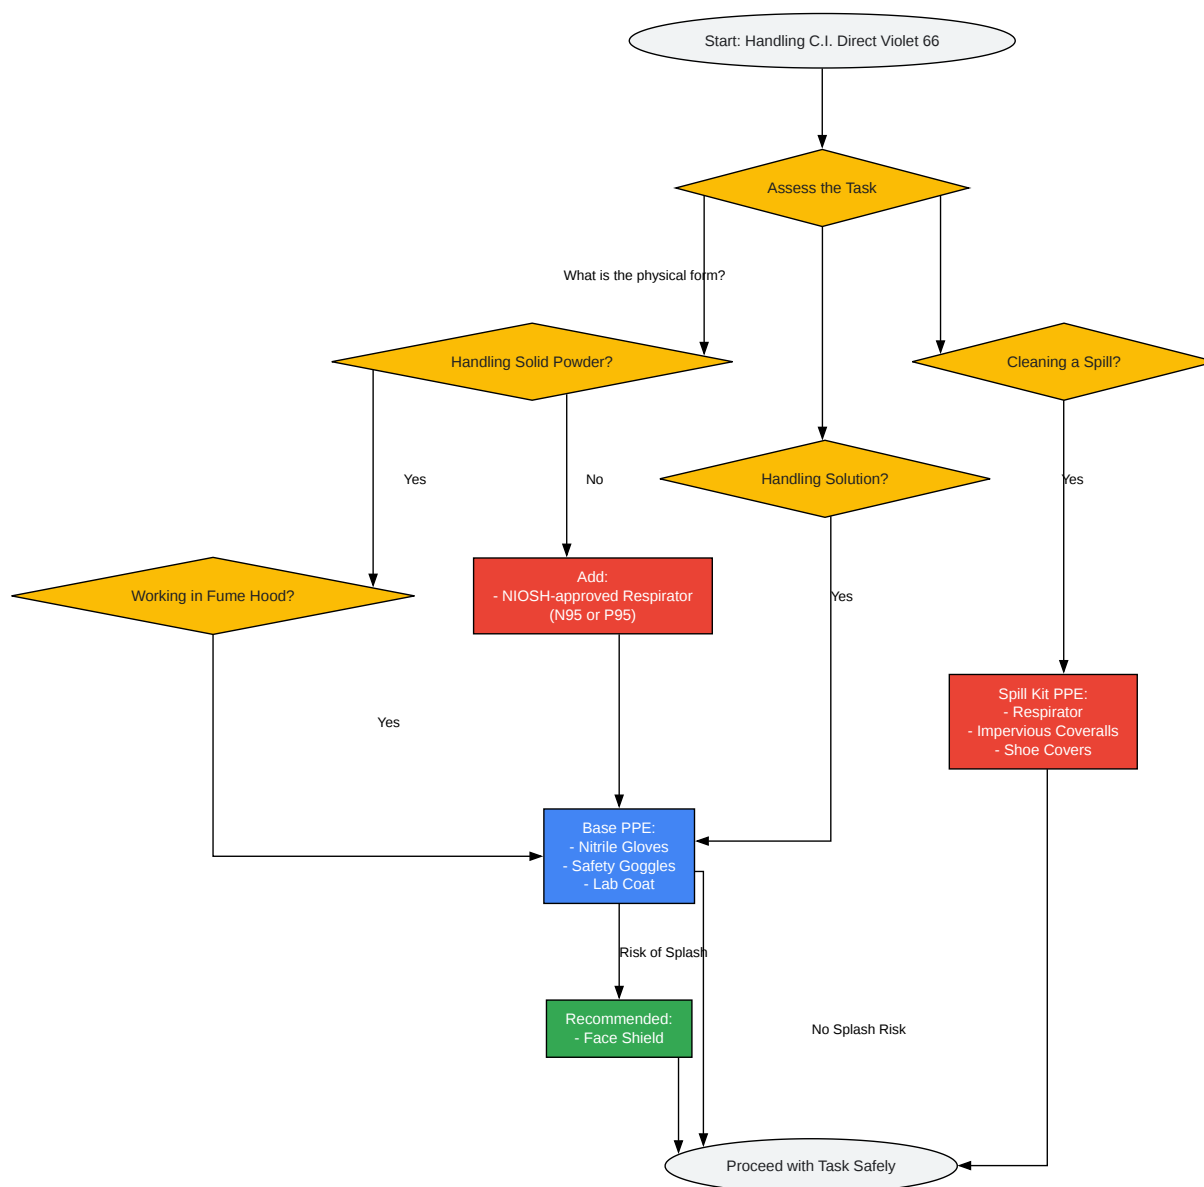 Start: Handling C.I. Direct Violet 66
Assess the Task
What is the physical form?
Handling Solid Powder?
Cleaning a Spill?
Yes
No
Handling Solution?
Yes
Working in Fume Hood?
Add:
- NIOSH-approved Respirator
(N95 or P95)
Yes
Spill Kit PPE:
- Respirator
- Impervious Coveralls
- Shoe Covers
Yes
Base PPE:
- Nitrile Gloves
- Safety Goggles
- Lab Coat
Risk of Splash
Recommended:
- Face Shield
No Splash Risk
Proceed with Task Safely